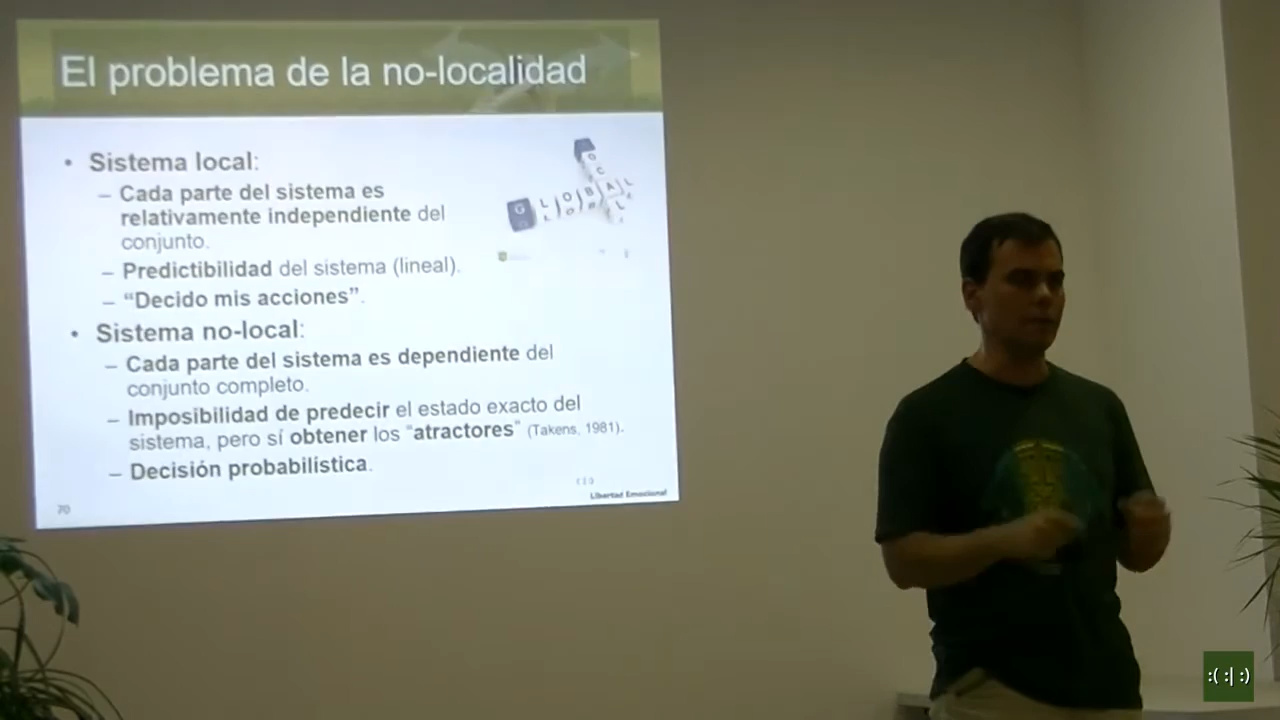 El problema de la no-localidad
• Sistema local:
– Cada parte del sistema es
relativamente independiente del
conjunto.
– Predictibilidad del sistema (lineal).
– “Decido mis acciones”.
• Sistema no-local:
– Cada parte del sistema es dependiente del
conjunto completo.
– Imposibilidad de predecir el estado exacto del
sistema, pero sí obtener los “atractores” (Takens, 1981).
– Decisión probabilística.
70
Libertad Emocional
:( :| :)